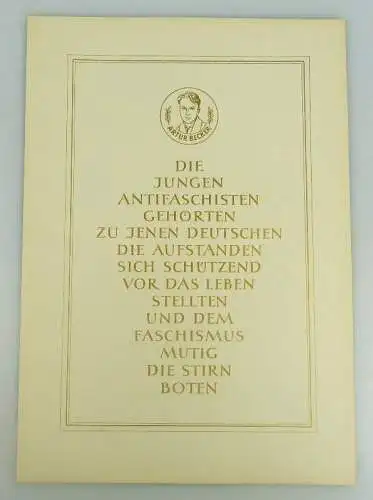 ARTUR BECKER
DIE
JUNGEN
ANTIFASCHISTEN
GEHÖRTEN
ZU JENEN DEUTSCHEN
DIE AUFSTANDEN
SICH SCHÜTZEND
VOR DAS LEBEN
STELLTEN
UND DEM
FASCHISMUS
MUTIG
DIE STIRN
BOTEN